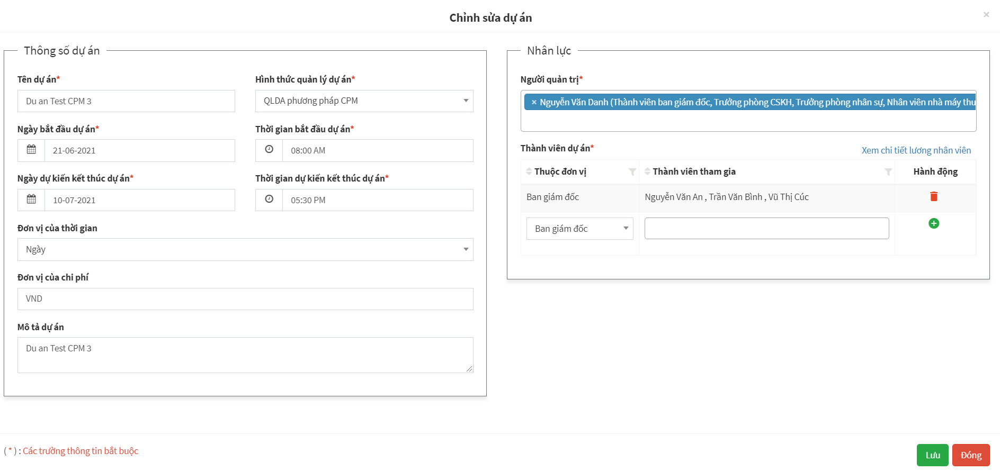 Chỉnh sửa dự án
×
Thông số dự án
Tên dự án*
Hình thức quản lý dự án*
Du an Test CPM 3
QLDA phương pháp CPM
Ngày bắt đầu dự án*
Thời gian bắt đầu dự án*
21-06-2021
08:00 AM
Ngày dự kiến kết thúc dự án*
Thời gian dự kiến kết thúc dự án*
10-07-2021
05:30 PM
Đơn vị của thời gian
Ngày
Đơn vị của chi phí
VND
Mô tả dự án
Du an Test CPM 3
Nhân lực
Người quản trị*
× Nguyễn Văn Danh (Thành viên ban giám đốc, Trưởng phòng CSKH, Trưởng phòng nhân sự, Nhân viên nhà máy thu
Thành viên dự án*
Xem chi tiết lương nhân viên
Thuộc đơn vị
Thành viên tham gia
Hành động
Ban giám đốc
Nguyễn Văn An , Trần Văn Bình , Vũ Thị Cúc
Ban giám đốc
( * ) : Các trường thông tin bắt buộc
Lưu
Đóng